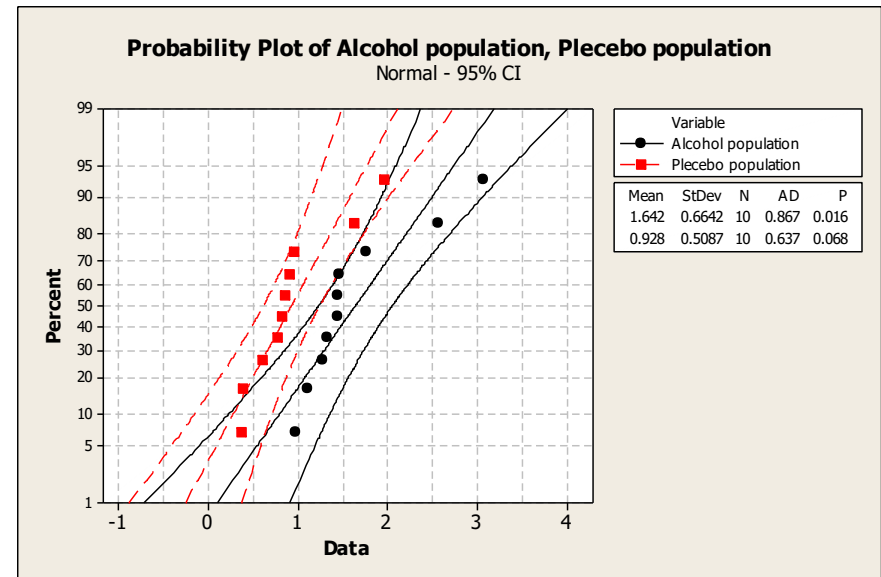 Probability Plot of Alcohol population, Plecebo population
Normal - 95% CI
99
95
90
80
70
60
50
40
30
20
10
5
1
Percent
-1 0 1 2 3 4
Data
Variable
Alcohol population
Plecebo population
Mean StDev N AD P
1.642 0.6642 10 0.867 0.016
0.928 0.5087 10 0.637 0.068